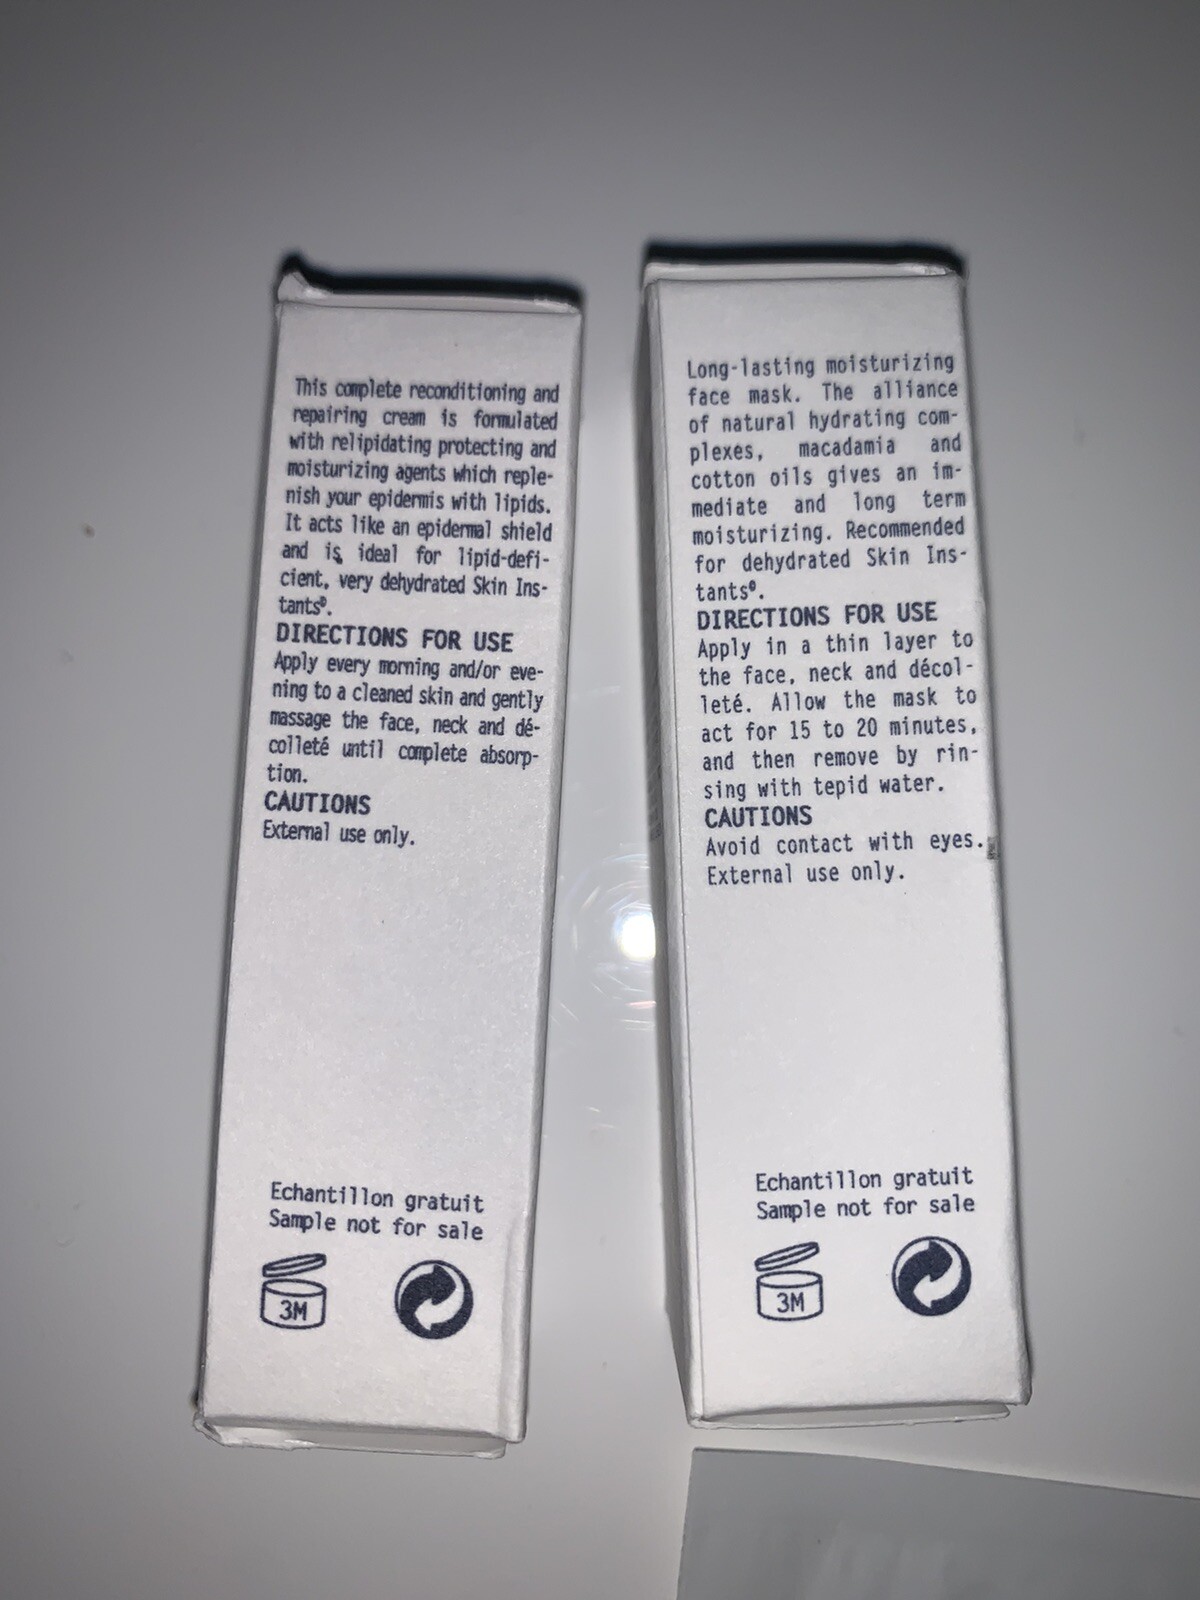 This complete reconditioning and
repairing cream is formulated
with relipidating protecting and
moisturizing agents which reple-
nish your epidermis with lipids.
It acts like an epidermal shield
and is ideal for lipid-defi-
cient, very dehydrated Skin Ins-
tants®.
DIRECTIONS FOR USE
Apply every morning and/or eve-
ning to a cleaned skin and gently
massage the face, neck and dé-
colleté until complete absorp-
tion.
CAUTIONS
External use only.
Echantillon gratuit
Sample not for sale
3M
Long-lasting moisturizing
face mask. The alliance
of natural hydrating com-
plexes, macadamia and
cotton oils gives an im-
mediate and long term
moisturizing. Recommended
for dehydrated Skin Ins-
tants®.
DIRECTIONS FOR USE
Apply in a thin layer to
the face, neck and décol-
leté. Allow the mask to
act for 15 to 20 minutes,
and then remove by rin-
sing with tepid water.
CAUTIONS
Avoid contact with eyes.
External use only.
Echantillon gratuit
Sample not for sale
3M